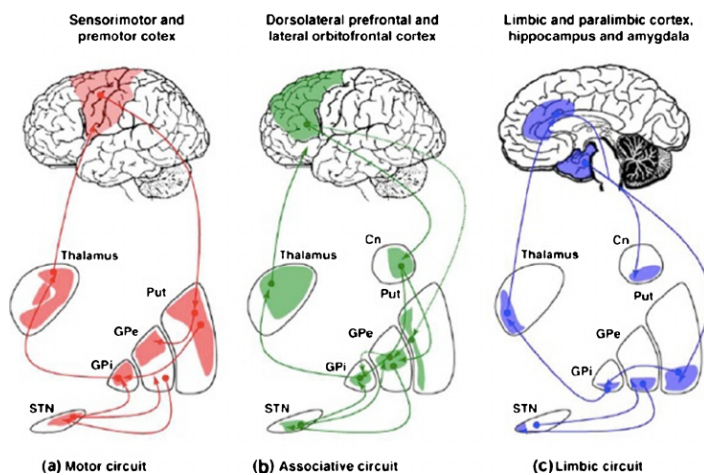 Sensorimotor and
premotor cotex
Dorsolateral prefrontal and
lateral orbitofrontal cortex
Limbic and paralimbic cortex,
hippocampus and amygdala
Thalamus
Put
GPe
GPi
STN
(a) Motor circuit
Thalamus
Cn
Put
GPe
GPi
STN
(b) Associative circuit
Thalamus
Cn
Put
GPe
GPi
STN
(c) Limbic circuit